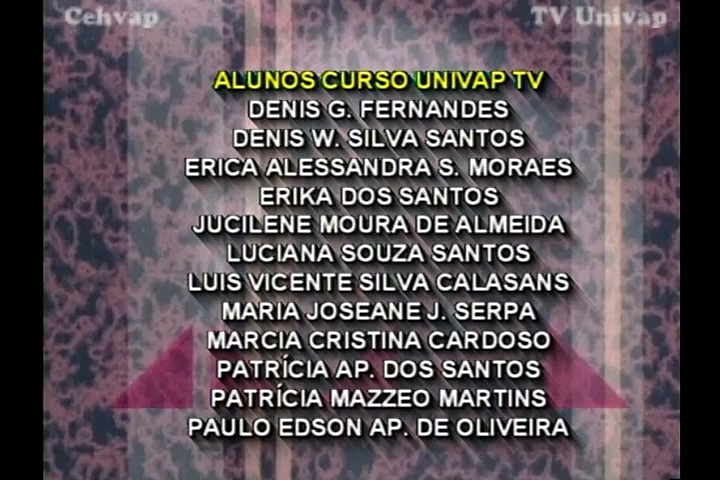 Cehvap
TV Univap
ALUNOS CURSO UNIVAP TV
DENIS G. FERNANDES
DENIS W. SILVA SANTOS
ERICA ALESSANDRA S. MORAES
ERIKA DOS SANTOS
JUCILENE MOURA DE ALMEIDA
LUCIANA SOUZA SANTOS
LUIS VICENTE SILVA CALASANS
MARIA JOSEANE J. SERPA
MARCIA CRISTINA CARDOSO
PATRÍCIA AP. DOS SANTOS
PATRÍCIA MAZZEO MARTINS
PAULO EDSON AP. DE OLIVEIRA